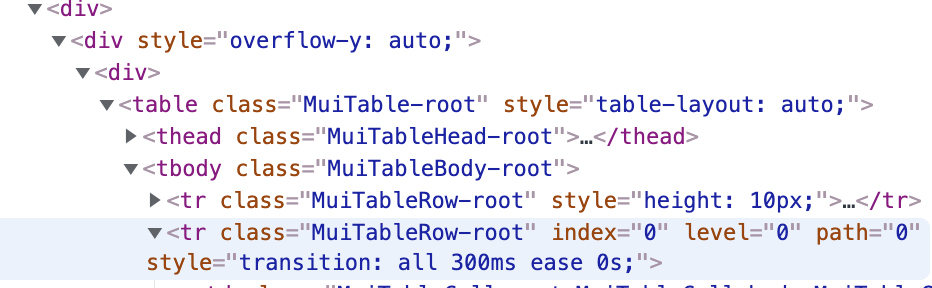 ▼<div>
▼<div style="overflow-y: auto;">
▼<div>
▼<table class="MuiTable-root" style="table-layout: auto;">
▶<thead class="MuiTableHead-root">…</thead>
▼<tbody class="MuiTableBody-root">
▶<tr class="MuiTableRow-root" style="height: 10px;">…</tr>
▼<tr class="MuiTableRow-root" index="0" level="0" path="0"
style="transition: all 300ms ease 0s;">